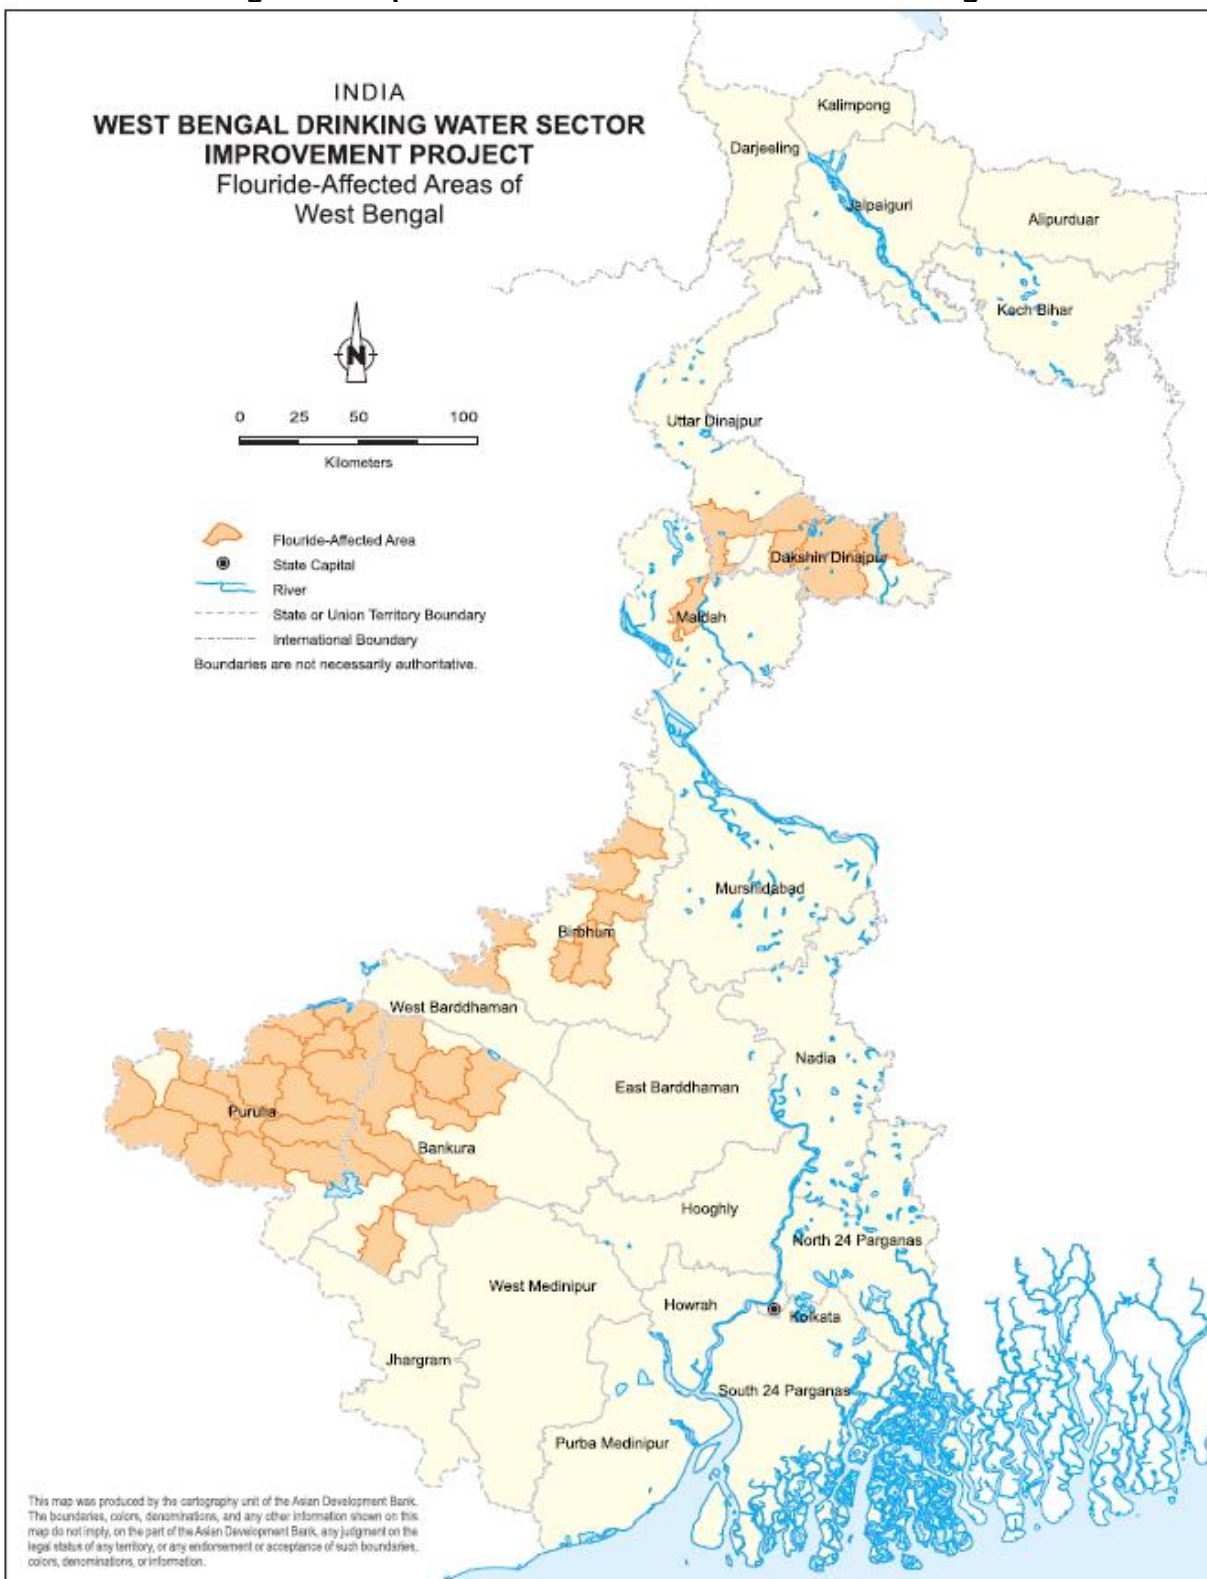 INDIA
WEST BENGAL DRINKING WATER SECTOR
IMPROVEMENT PROJECT
Flouride-Affected Areas of
West Bengal
N
0 25 50 100
Kilometers
Flouride-Affected Area
State Capital
River
State or Union Territory Boundary
International Boundary
Boundaries are not necessarily authoritative.
Kalimpong
Darjeeling
Jalpaiguri
Alipurduar
Koch Bihar
Uttar Dinajpur
Dakshin Dinajpur
Maldah
Murshidabad
Birbhum
West Barddhaman
Nadia
East Barddhaman
Purulia
Bankura
Hooghly
North 24 Parganas
West Medinipur
Howrah
Kolkata
Jhargram
South 24 Parganas
Purba Medinipur
This map was produced by the cartography unit of the Asian Development Bank.
The boundaries, colors, denominations, and any other information shown on this
map do not imply, on the part of the Asian Development Bank, any judgment on the
legal status of any territory, or any endorsement or acceptance of such boundaries,
colors, denominations, or information.